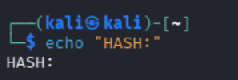 ┌──(kali㉿kali)-[~]
└─$ echo "HASH:"
HASH: